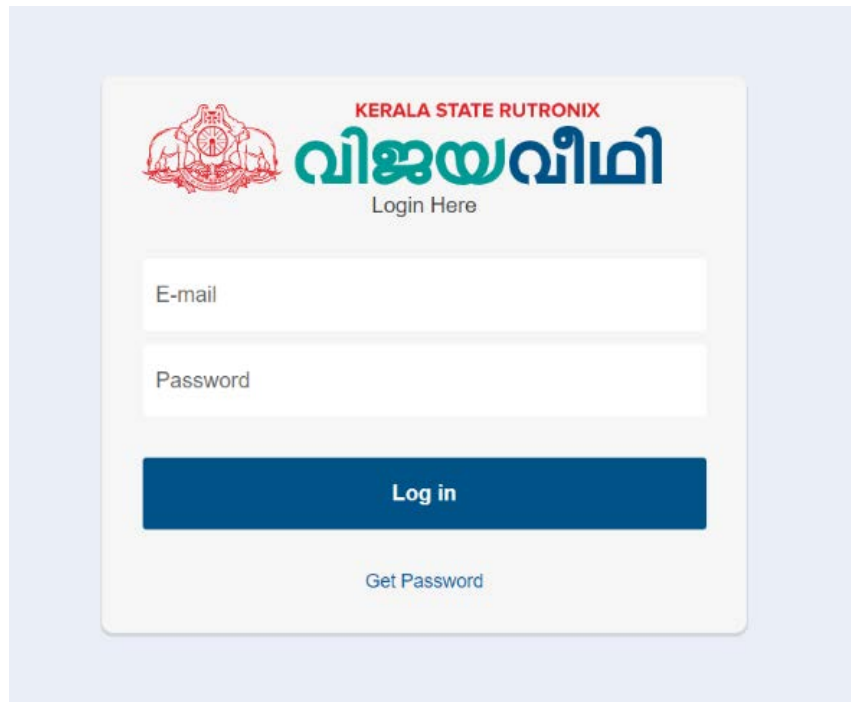 KERALA STATE RUTRONIX
വിജയവീഥി
Login Here
E-mail
Password
Log in
Get Password